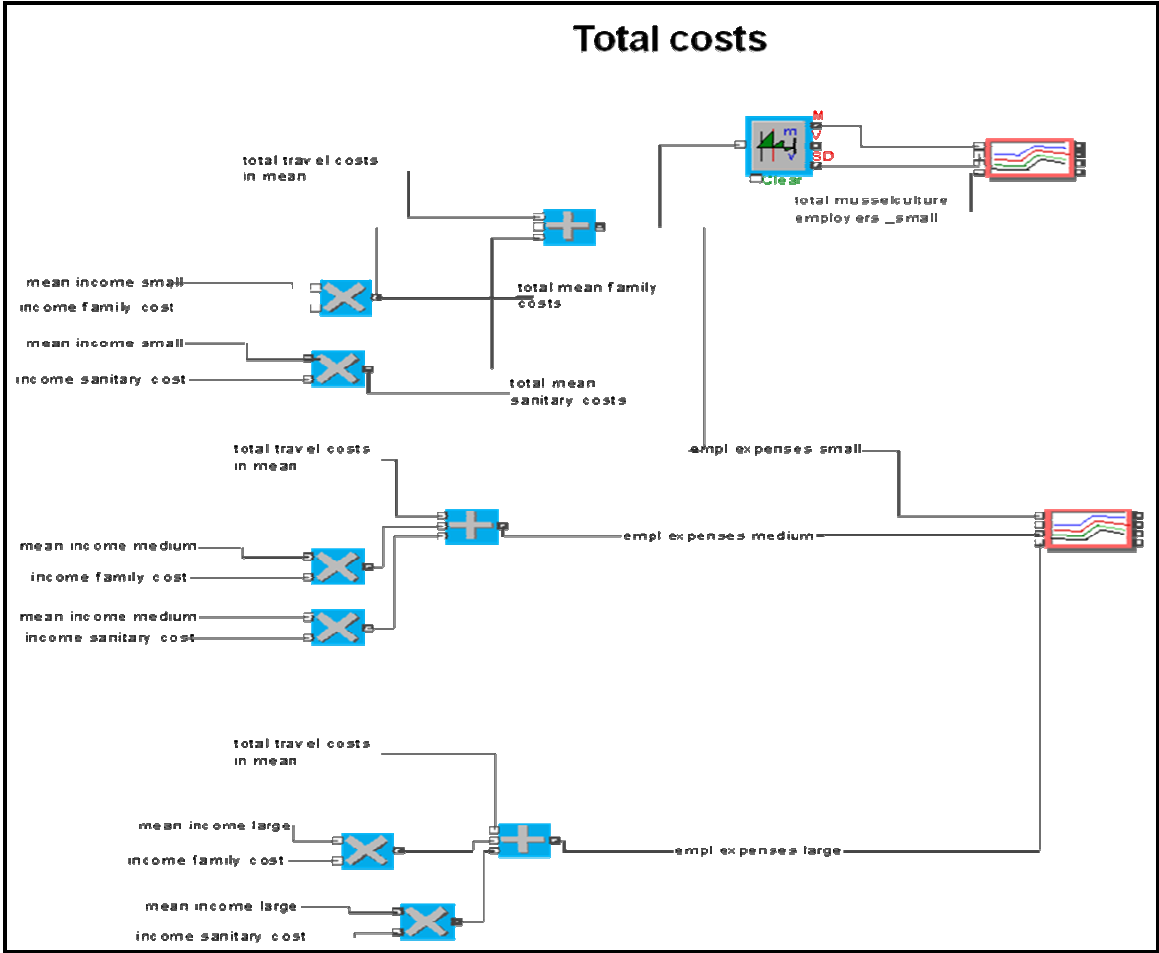 Total costs
M
V
SD
Clear
total musselculture
employers _small
total travel costs
in mean
mean income small
income family cost
total mean family
costs
mean income small
income sanitary cost
total mean
sanitary costs
total travel costs
in mean
empl expenses small
mean income medium
income family cost
empl expenses medium
mean income medium
income sanitary cost
total travel costs
in mean
mean income large
income family cost
empl expenses large
mean income large
income sanitary cost